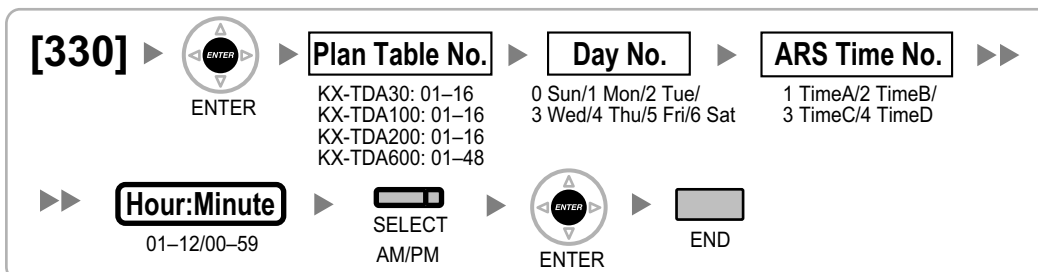 [330]
ENTER
ENTER
Plan Table No.
KX-TDA30: 01–16
KX-TDA100: 01–16
KX-TDA200: 01–16
KX-TDA600: 01–48
Day No.
0 Sun/1 Mon/2 Tue/
3 Wed/4 Thu/5 Fri/6 Sat
ARS Time No.
1 TimeA/2 TimeB/
3 TimeC/4 TimeD
Hour:Minute
01–12/00–59
SELECT
AM/PM
ENTER
ENTER
END